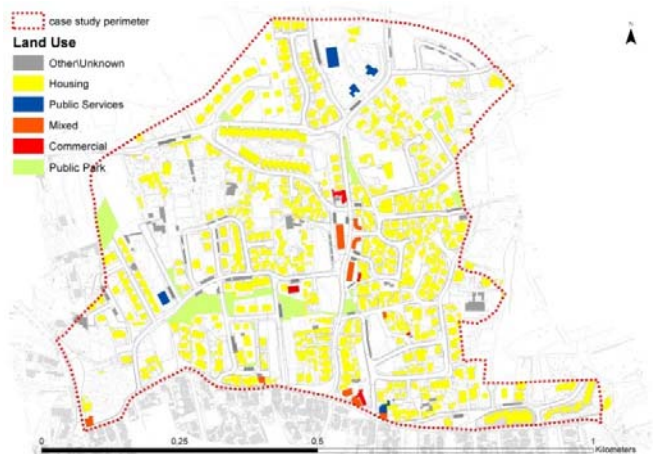 case study perimeter
N
Land Use
Other\Unknown
Housing
Public Services
Mixed
Commercial
Public Park
0 0.25 0.5 1
Kilometers